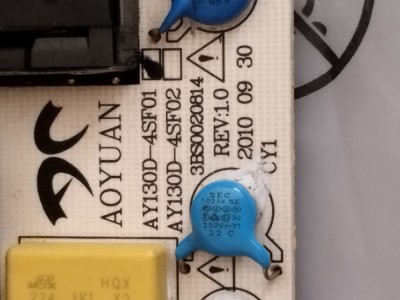 AOYUAN
AY130D-4SF01
AY130D-4SF02
3BS0020814
REV:1.0
2010 09 30
CY1
SEC
102M SE
250V~Y1
22 C
HQX
224 X2